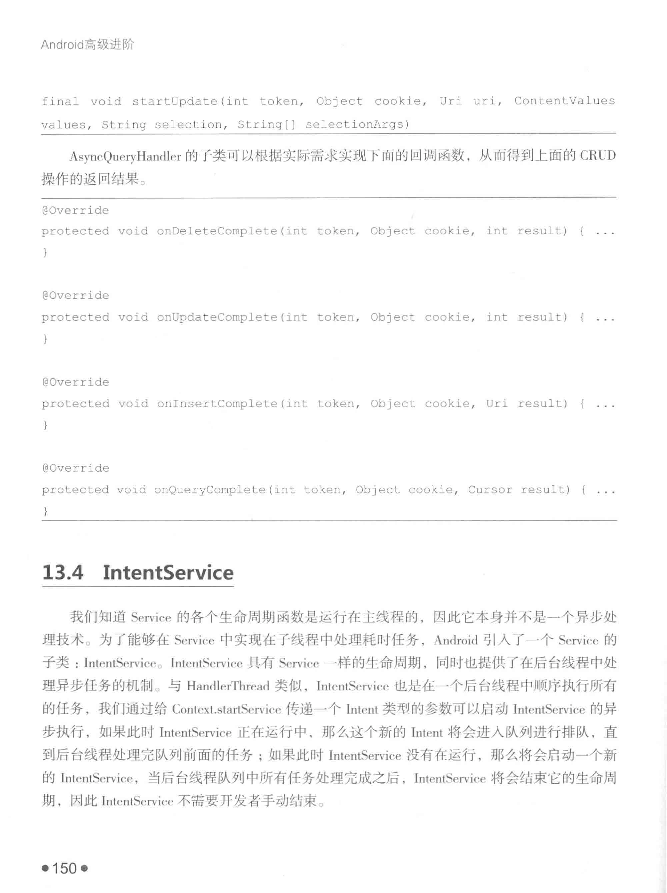 Android高级进阶
final void startUpdate(int token, Object cookie, Uri uri, ContentValues
values, String selection, String[] selectionArgs)
AsyncQueryHandler 的子类可以根据实际需求实现下面的回调函数，从而得到上面的 CRUD
操作的返回结果。
@Override
protected void onDeleteComplete(int token, Object cookie, int result) { ...
}
@Override
protected void onUpdateComplete(int token, Object cookie, int result) { ...
}
@Override
protected void onInsertComplete(int token, Object cookie, Uri result) { ...
}
@Override
protected void onQueryComplete(int token, Object cookie, Cursor result) { ...
}
13.4 IntentService
我们知道 Service 的各个生命周期函数是运行在主线程的，因此它本身并不是一个异步处
理技术。为了能够在 Service 中实现在子线程中处理耗时任务，Android 引入了一个 Service 的
子类：IntentService。IntentService 具有 Service 一样的生命周期，同时也提供了在后台线程中处
理异步任务的机制。与 HandlerThread 类似，IntentService 也是在一个后台线程中顺序执行所有
的任务，我们通过给 Context.startService 传递一个 Intent 类型的参数可以启动 IntentService 的异
步执行，如果此时 IntentService 正在运行中，那么这个新的 Intent 将会进入队列进行排队，直
到后台线程处理完队列前面的任务；如果此时 IntentService 没有在运行，那么将会启动一个新
的 IntentService，当后台线程队列中所有任务处理完成之后，IntentService 将会结束它的生命周
期，因此 IntentService 不需要开发者手动结束。
●150●